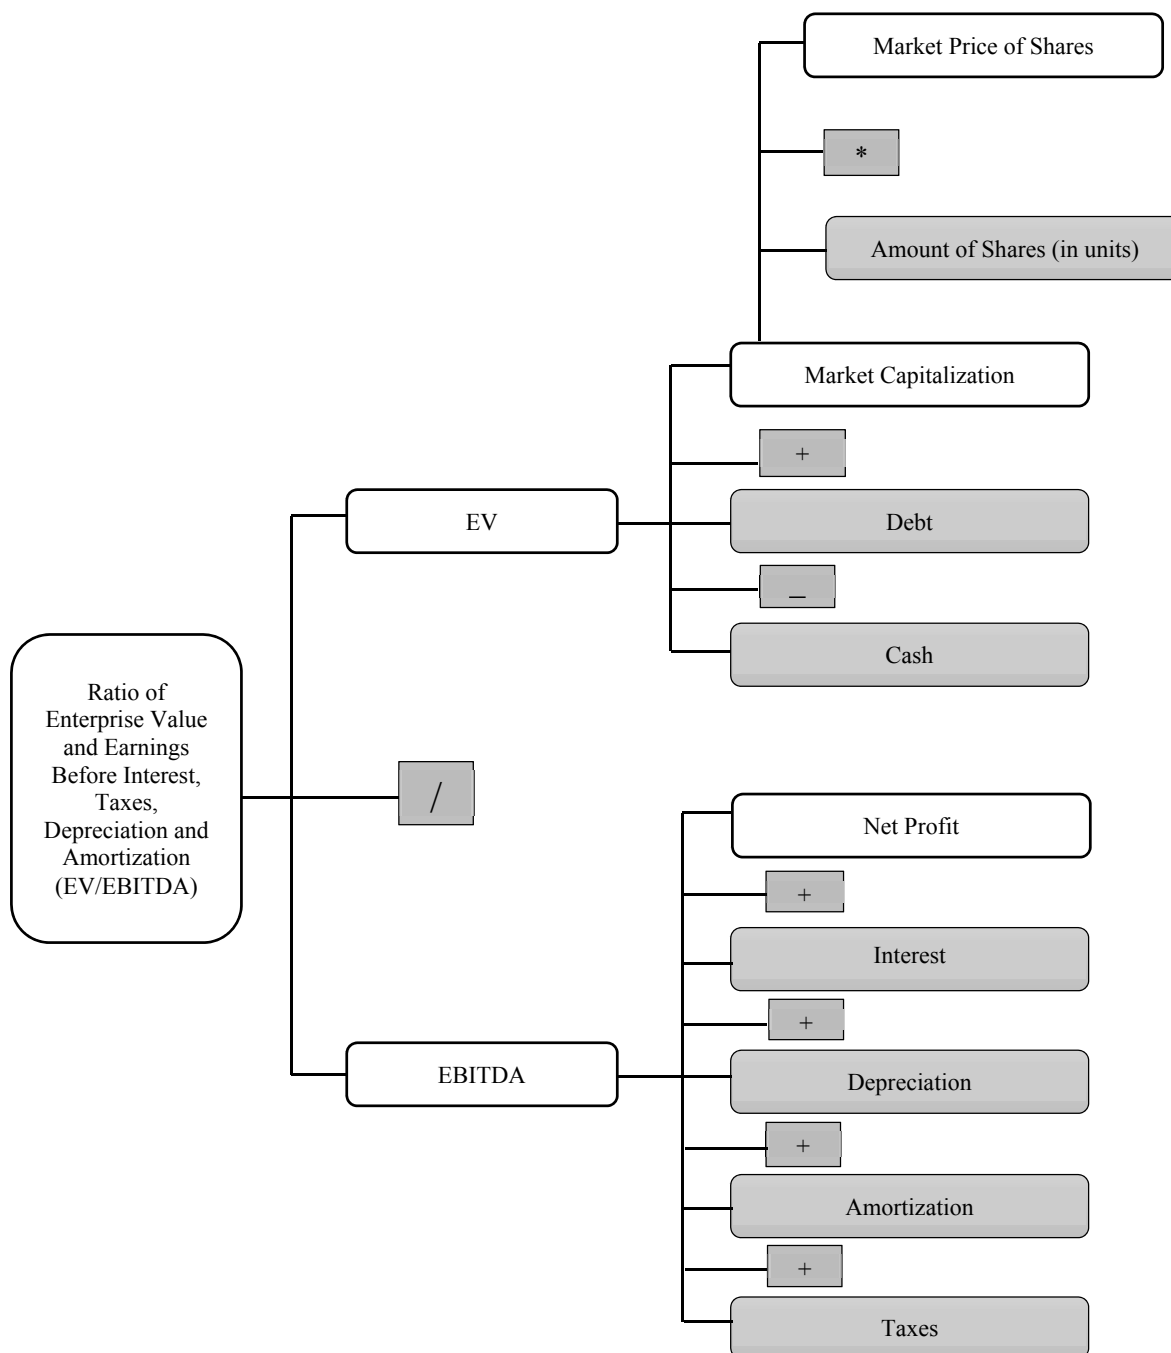 Market Price of Shares
*
Amount of Shares (in units)
Market Capitalization
+
EV
Debt
_
Cash
Ratio of
Enterprise Value
and Earnings
Before Interest,
Taxes,
Depreciation and
Amortization
(EV/EBITDA)
/
Net Profit
+
Interest
+
EBITDA
Depreciation
+
Amortization
+
Taxes